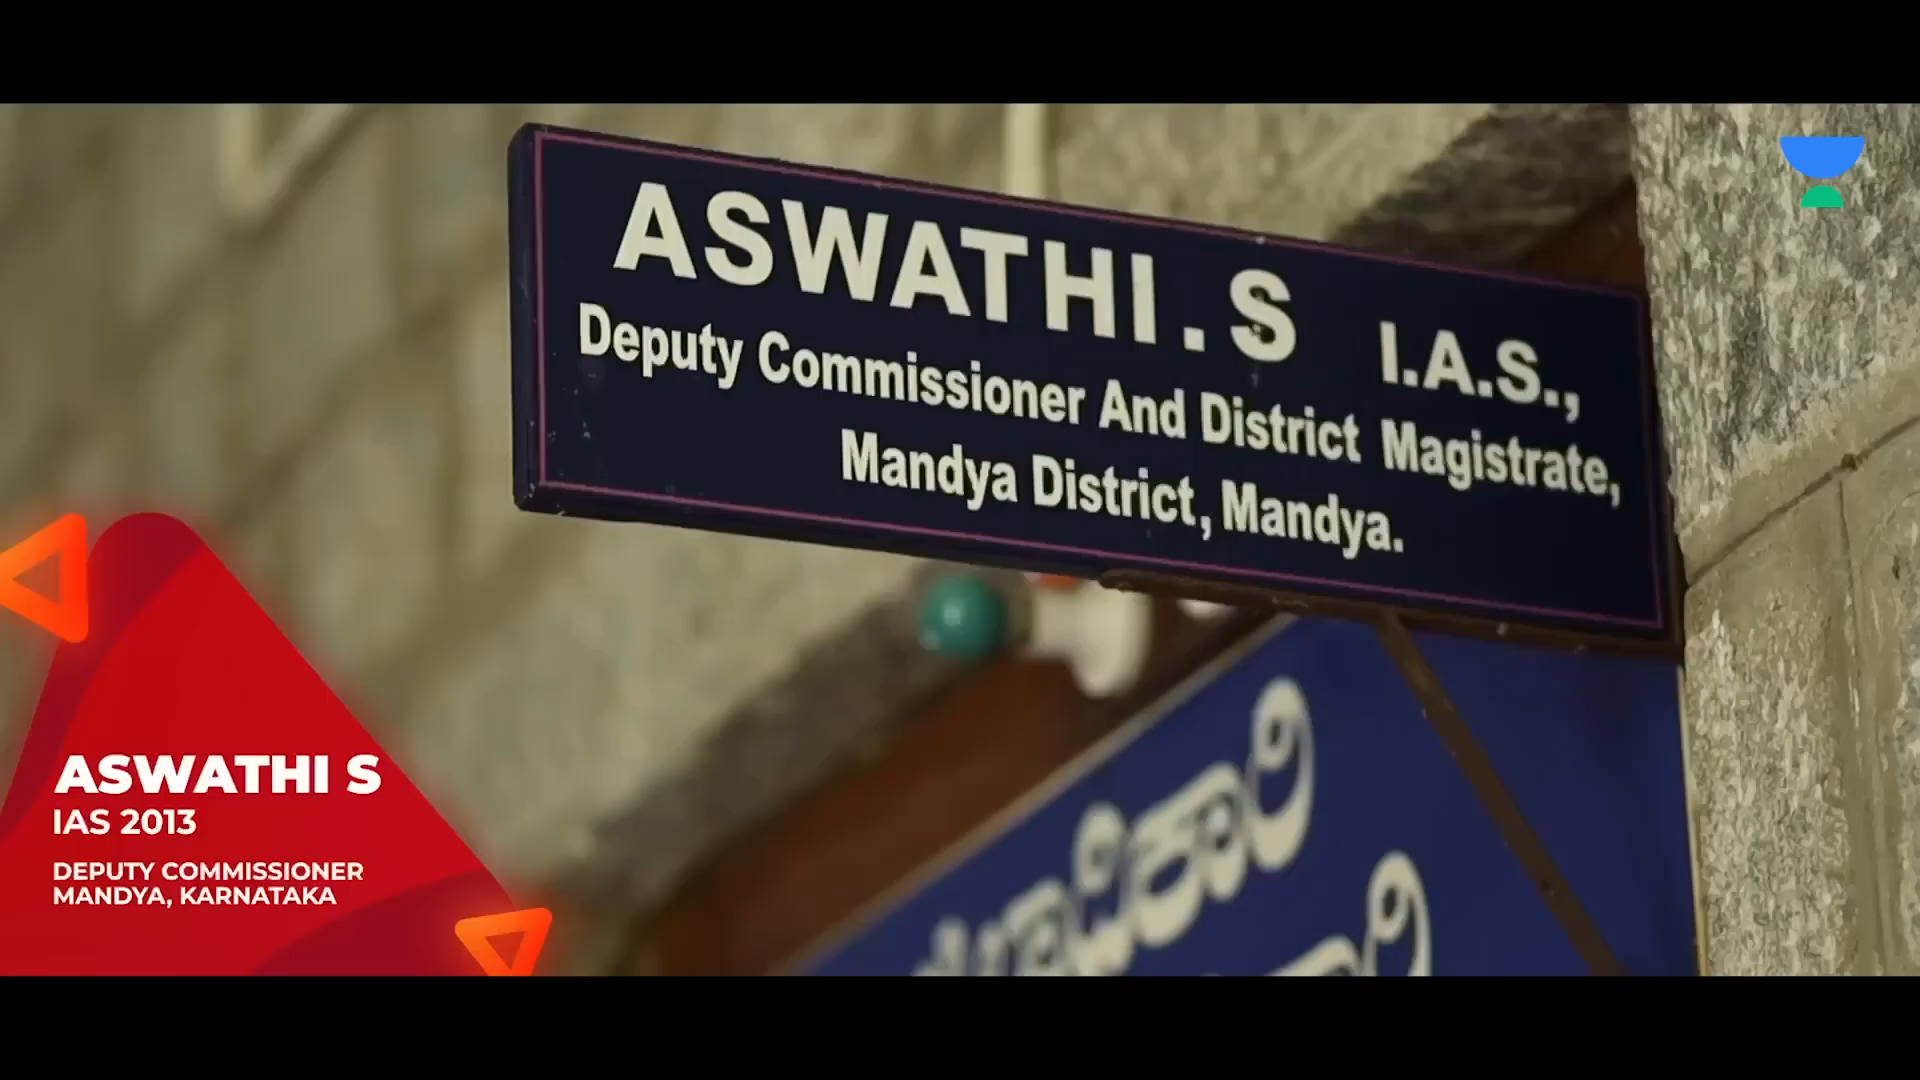 ASWATHI . S I.A.S.,
Deputy Commissioner And District Magistrate,
Mandya District, Mandya.
ASWATHI S
IAS 2013
DEPUTY COMMISSIONER
MANDYA, KARNATAKA